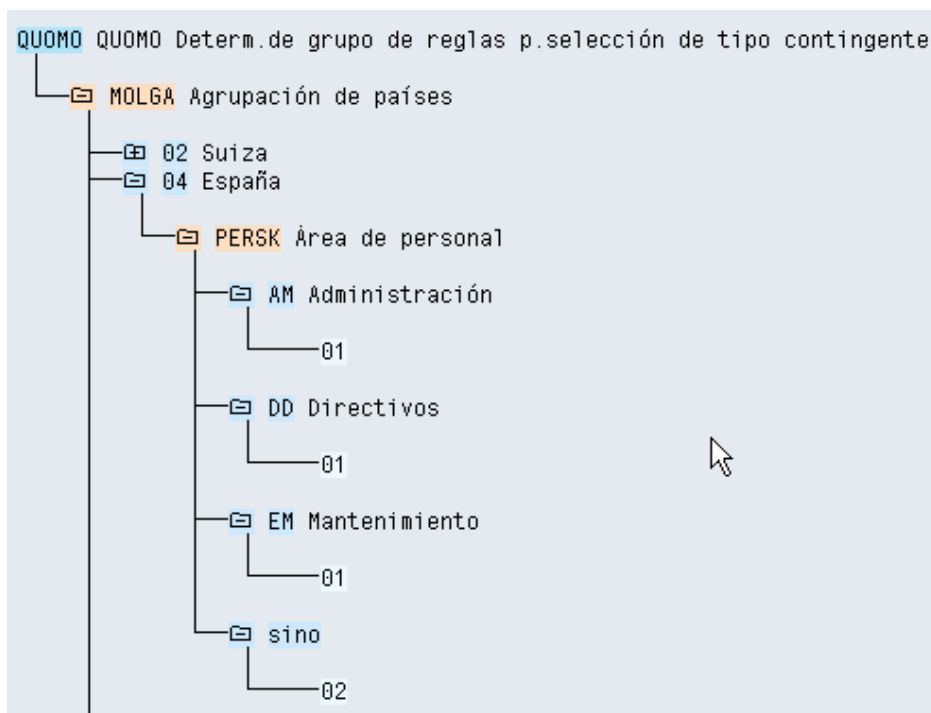 QUOMO QUOMO Determ.de grupo de reglas p.selección de tipo contingente
MOLGA Agrupación de países
02 Suiza
04 España
PERSK Área de personal
AM Administración
01
DD Directivos
01
EM Mantenimiento
01
sino
02